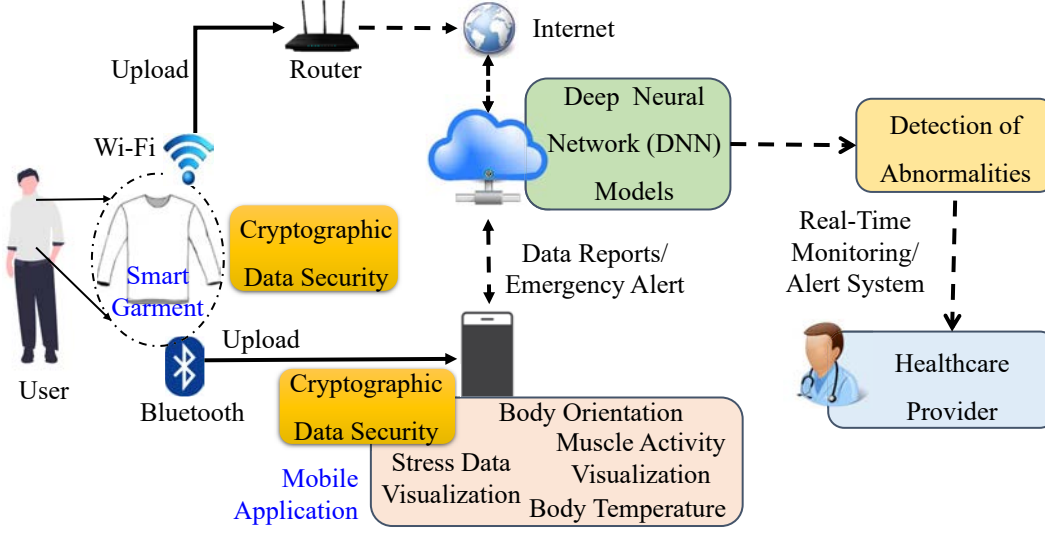 Internet
Router
Upload
Wi-Fi
Deep Neural
Network (DNN)
Models
Detection of
Abnormalities
Cryptographic
Data Security
Smart
Garment
Data Reports/
Emergency Alert
Real-Time
Monitoring/
Alert System
User
Bluetooth
Upload
Healthcare
Provider
Cryptographic
Data Security
Mobile
Application
Body Orientation
Muscle Activity
Visualization
Stress Data
Visualization
Body Temperature